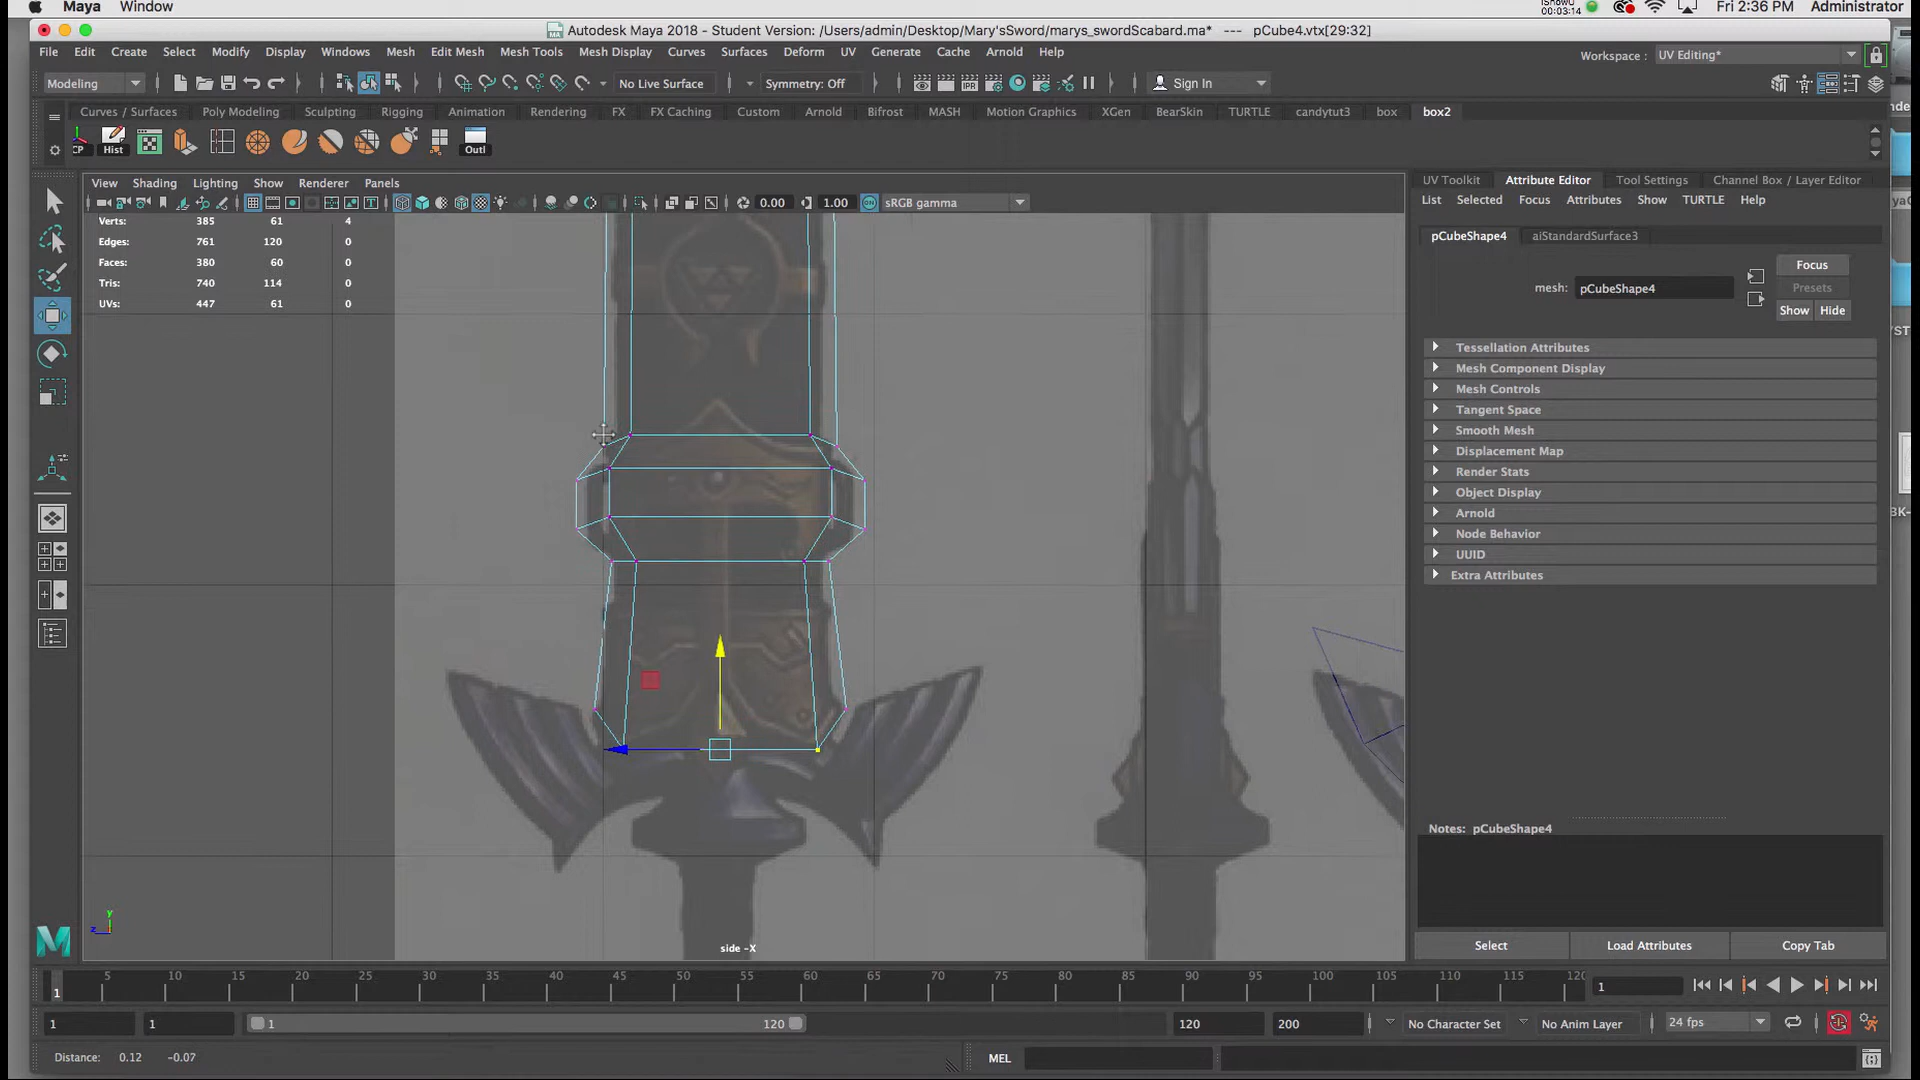 Maya Window
iShowU
00:03:14
Fri 2:36 PM Administrator
Autodesk Maya 2018 - Student Version: /Users/admin/Desktop/Mary'sSword/marys_swordScabard.ma* --- pCube4.vtx[29:32]
File Edit Create Select Modify Display Windows Mesh Edit Mesh Mesh Tools Mesh Display Curves Surfaces Deform UV Generate Cache Arnold Help
Workspace : UV Editing*
Modeling No Live Surface Symmetry: Off Sign In
Curves / Surfaces Poly Modeling Sculpting Rigging Animation Rendering FX FX Caching Custom Arnold Bifrost MASH Motion Graphics XGen BearSkin TURTLE candytut3 box box2
CP Hist Outl
View Shading Lighting Show Renderer Panels
IPR
0.00 1.00 ON sRGB gamma
Verts: 385 61 4
Edges: 761 120 0
Faces: 380 60 0
Tris: 740 114 0
UVs: 447 61 0
UV Toolkit Attribute Editor Tool Settings Channel Box / Layer Editor
List Selected Focus Attributes Show TURTLE Help
pCubeShape4 aiStandardSurface3
mesh: pCubeShape4
Focus
Presets
Show Hide
Tessellation Attributes
Mesh Component Display
Mesh Controls
Tangent Space
Smooth Mesh
Displacement Map
Render Stats
Object Display
Arnold
Node Behavior
UUID
Extra Attributes
Notes: pCubeShape4
Select Load Attributes Copy Tab
y
z
side -X
M
5 10 15 20 25 30 35 40 45 50 55 60 65 70 75 80 85 90 95 100 105 110 115 120
1
1
1 1 1 120 120 200 No Character Set No Anim Layer 24 fps
Distance: 0.12 -0.07 MEL